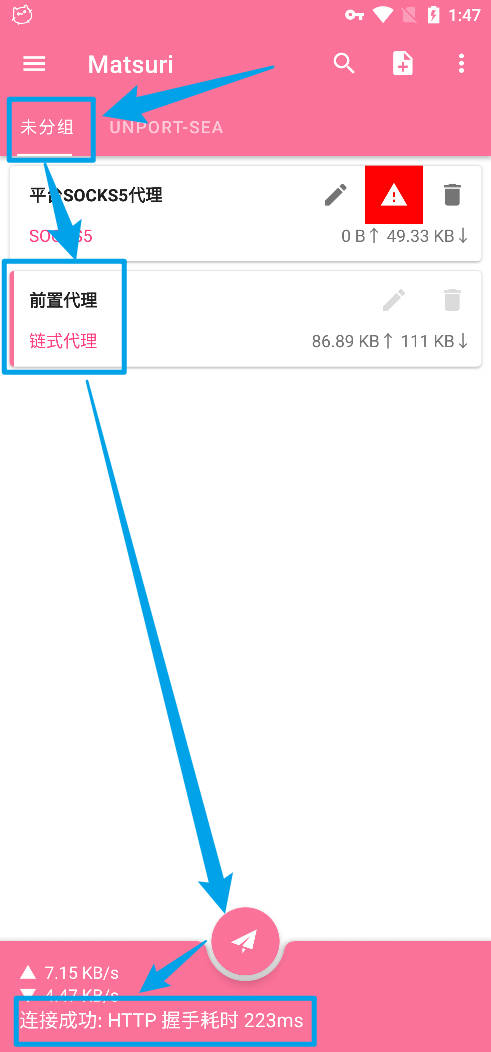 1:47
Matsuri
未分组
UNPORT-SEA
平台SOCKS5代理
SOCKS5
0 B↑ 49.33 KB↓
前置代理
链式代理
86.89 KB↑ 111 KB↓
▲ 7.15 KB/s
▼ 4.47 KB/s
连接成功: HTTP 握手耗时 223ms